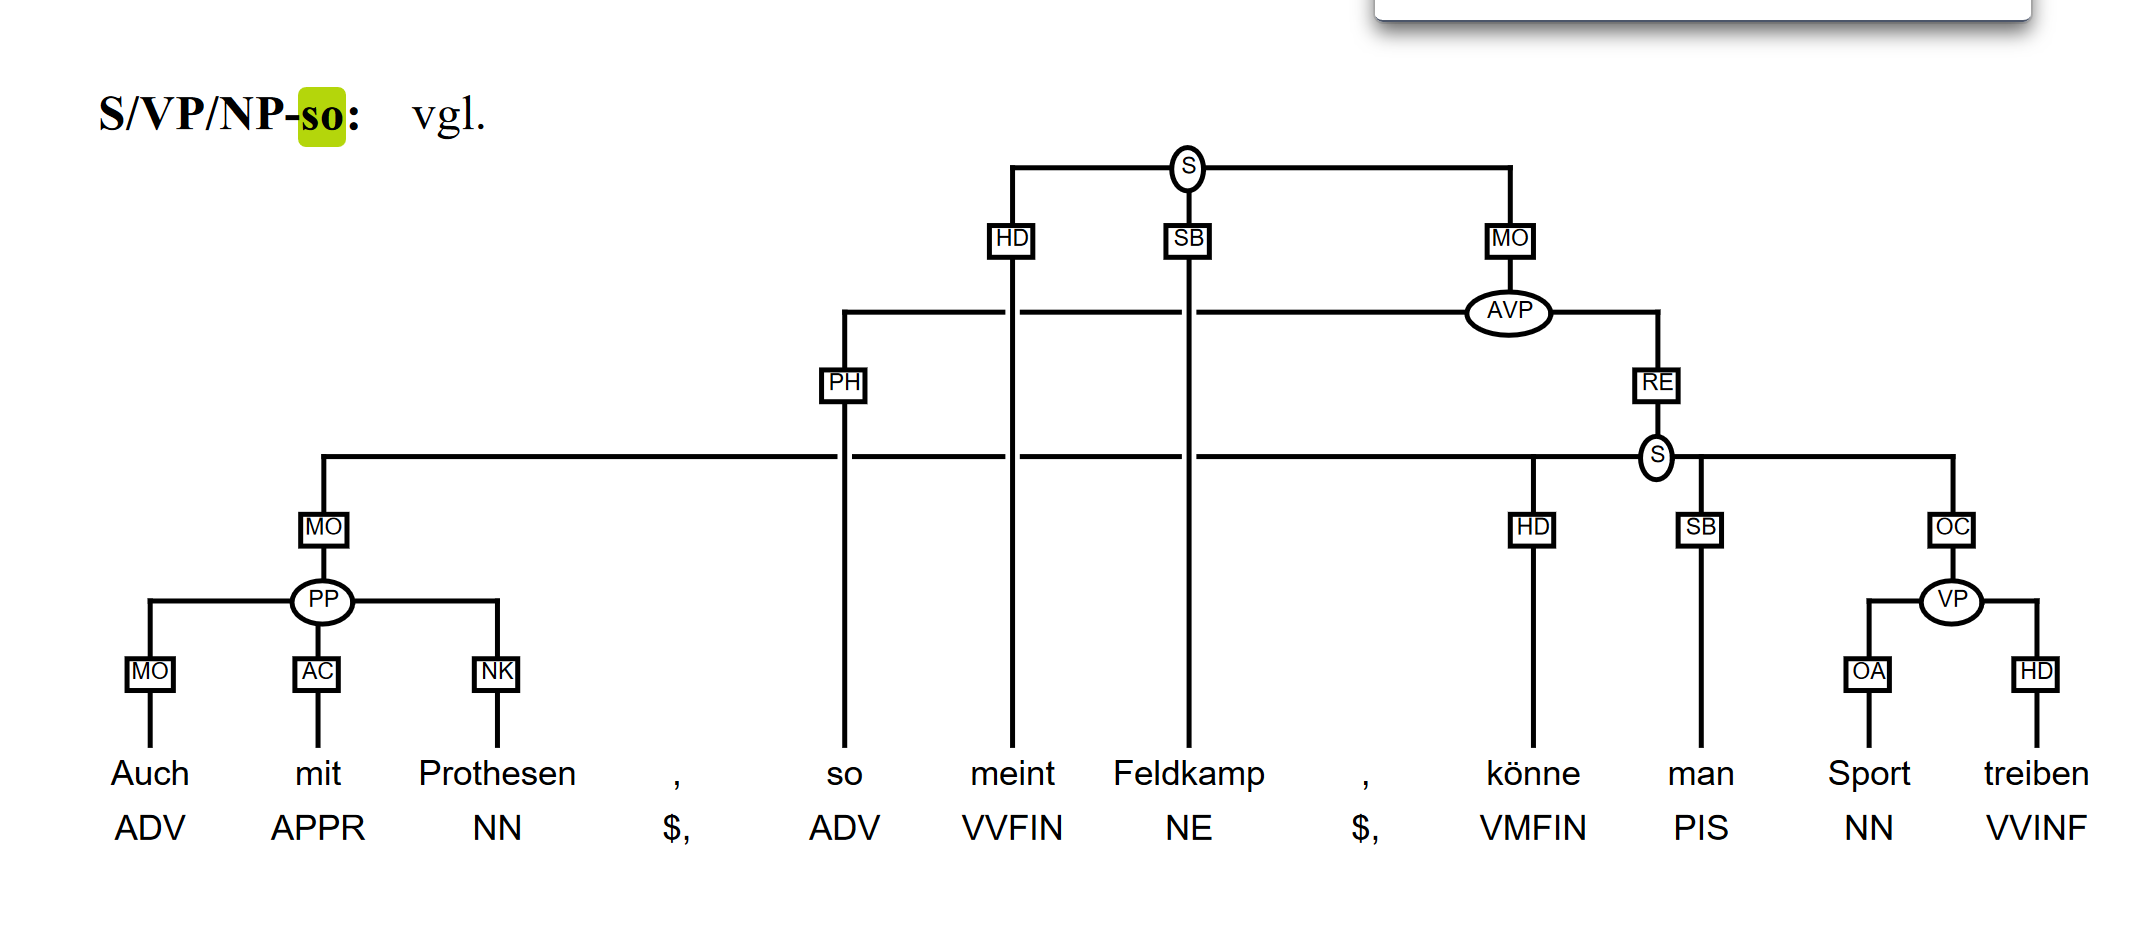 S/VP/NP-so: vgl.
S
HD SB MO
AVP
PH RE
S
MO HD SB OC
PP VP
MO AC NK OA HD
Auch mit Prothesen , so meint Feldkamp , könne man Sport treiben
ADV APPR NN $, ADV VVFIN NE $, VMFIN PIS NN VVINF